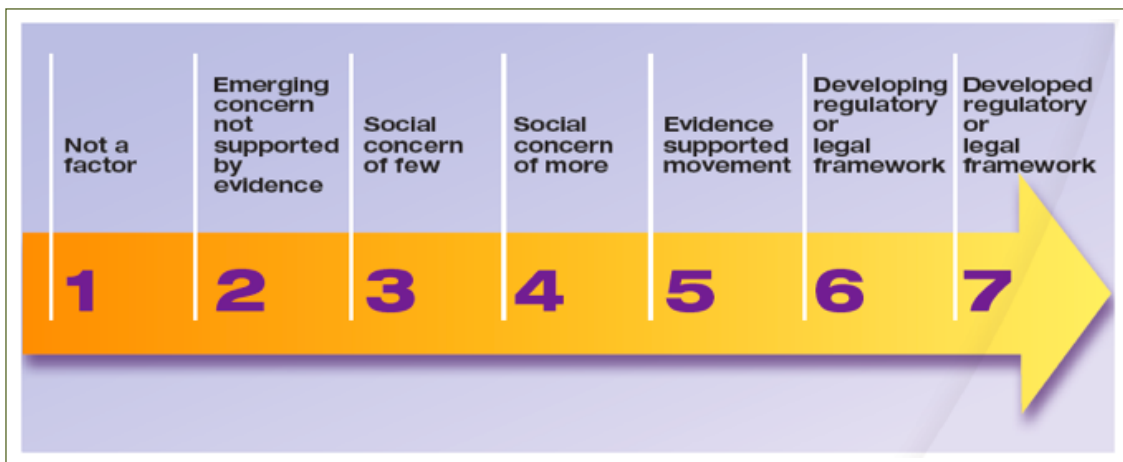 Not a
factor
Emerging
concern
not
supported
by
evidence
Social
concern
of few
Social
concern
of more
Evidence
supported
movement
Developing
regulatory
or
legal
framework
Developed
regulatory
or
legal
framework
1
2
3
4
5
6
7